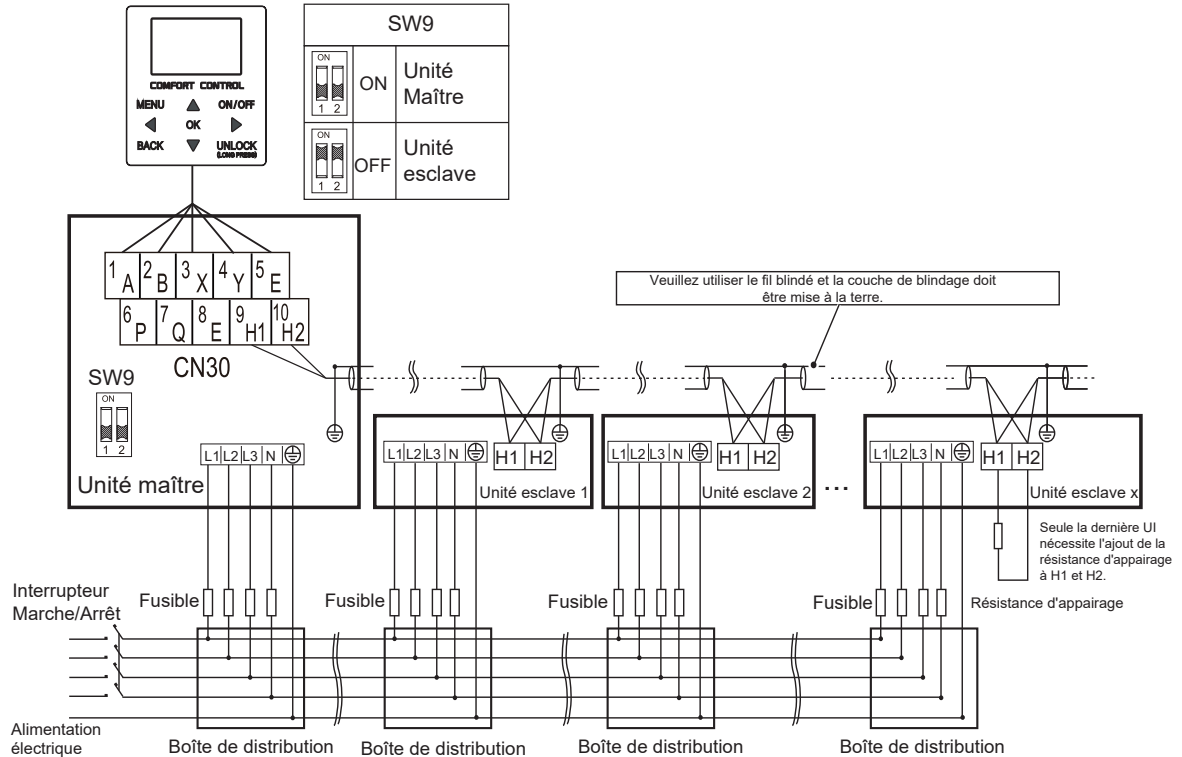 COMFORT CONTROL
MENU ON/OFF
OK
BACK UNLOCK
(LONG PRESS)
SW9
ON
1 2
ON
Unité
Maître
ON
1 2
OFF
Unité
esclave
1 A 2 B 3 X 4 Y 5 E
6 P 7 Q 8 E 9 H1 10 H2
CN30
SW9
ON
1 2
Veuillez utiliser le fil blindé et la couche de blindage doit
être mise à la terre.
L1 L2 L3 N
Unité maître
L1 L2 L3 N
H1 H2
Unité esclave 1
L1 L2 L3 N
H1 H2
Unité esclave 2
...
L1 L2 L3 N
H1 H2
Unité esclave x
Seule la dernière UI
nécessite l'ajout de la
résistance d'appairage
à H1 et H2.
Interrupteur
Marche/Arrêt
Fusible
Fusible
Fusible
Fusible
Résistance d'appairage
Alimentation
électrique
Boîte de distribution
Boîte de distribution
Boîte de distribution
Boîte de distribution